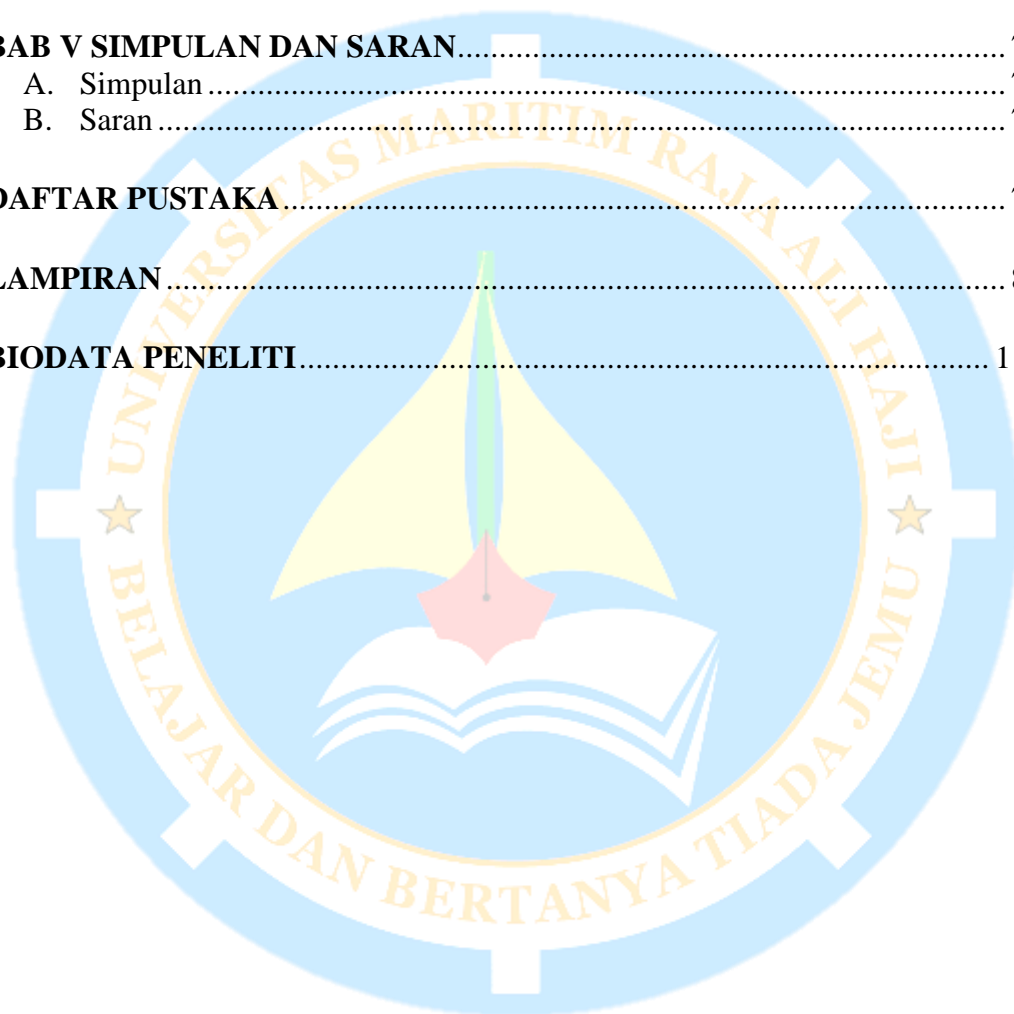 BAB V SIMPULAN DAN SARAN
A. Simpulan
B. Saran
DAFTAR PUSTAKA
LAMPIRAN
BIODATA PENELITI
UNIVERSITAS MARITIM RAJA ALI HAJI
BELAJAR DAN BERTANYA TIADA JEMU